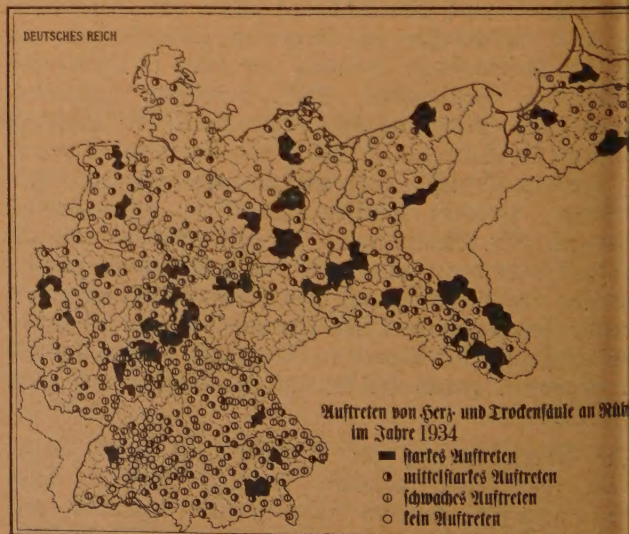 DEUTSCHES REICH
Auftreten von Herz- und Trockenfäule an Rüb
im Jahre 1934
starkes Auftreten
mittelstarkes Auftreten
schwaches Auftreten
kein Auftreten